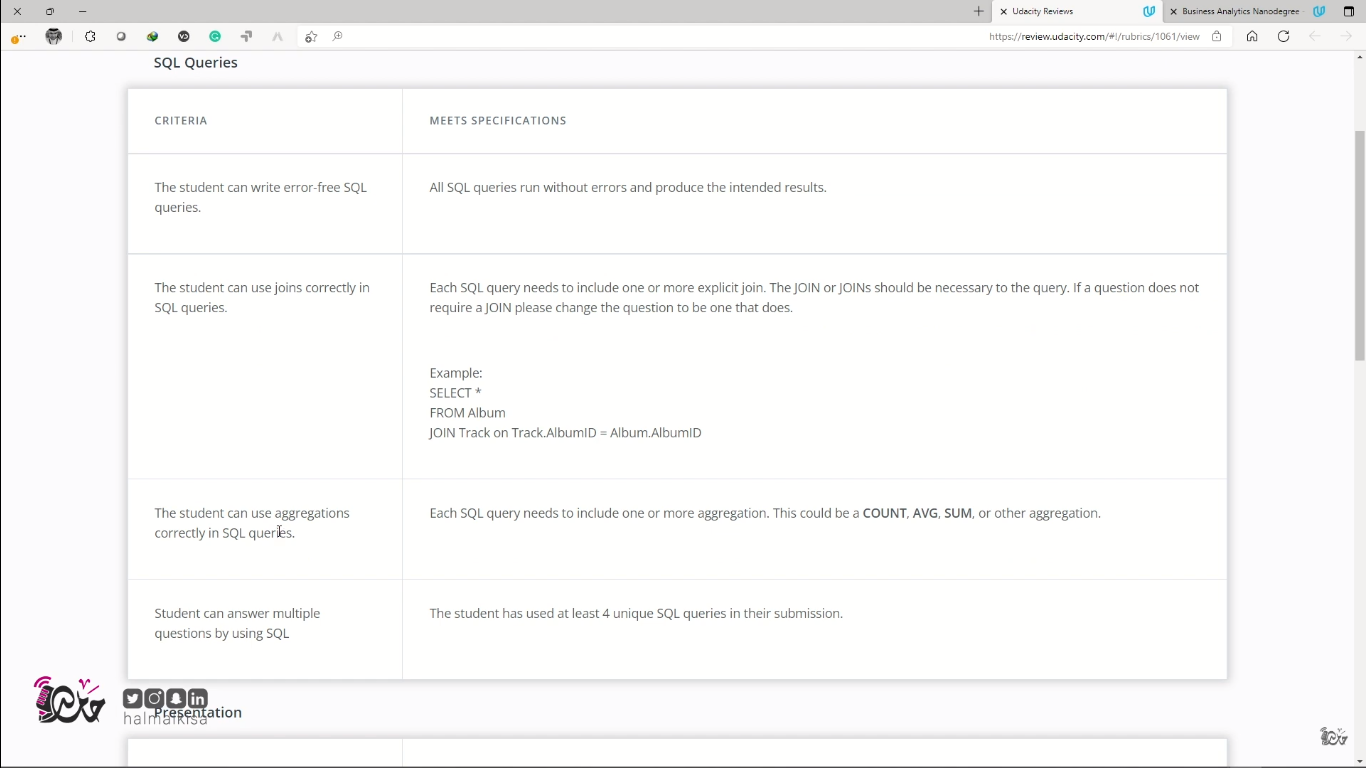 Udacity Reviews
Business Analytics Nanodegree
https://review.udacity.com/#!/rubrics/1061/view
SQL Queries
CRITERIA
MEETS SPECIFICATIONS
The student can write error-free SQL
queries.
All SQL queries run without errors and produce the intended results.
The student can use joins correctly in
SQL queries.
Each SQL query needs to include one or more explicit join. The JOIN or JOINs should be necessary to the query. If a question does not
require a JOIN please change the question to be one that does.
Example:
SELECT *
FROM Album
JOIN Track on Track.AlbumID = Album.AlbumID
The student can use aggregations
correctly in SQL queries.
Each SQL query needs to include one or more aggregation. This could be a COUNT, AVG, SUM, or other aggregation.
Student can answer multiple
questions by using SQL
The student has used at least 4 unique SQL queries in their submission.
Presentation
halmalkisa